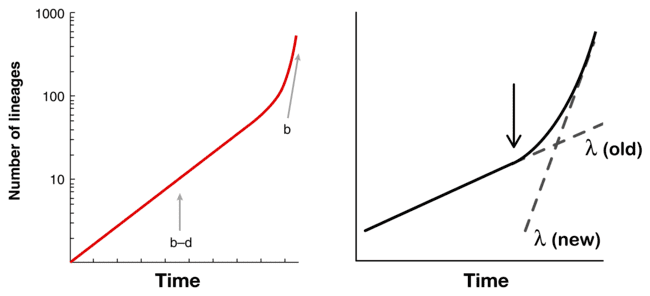 Number of lineages
1000
100
10
b
b–d
Time
λ (old)
λ (new)
Time